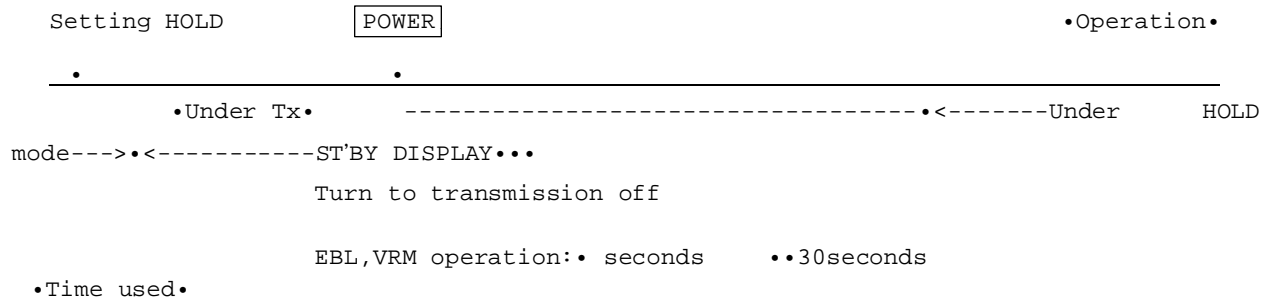 Setting HOLD POWER •Operation•
• •
•Under Tx• -----------------------------------•<-------Under HOLD
mode--->•<-----------ST’BY DISPLAY•••
Turn to transmission off
EBL,VRM operation:• seconds ••30seconds
•Time used•